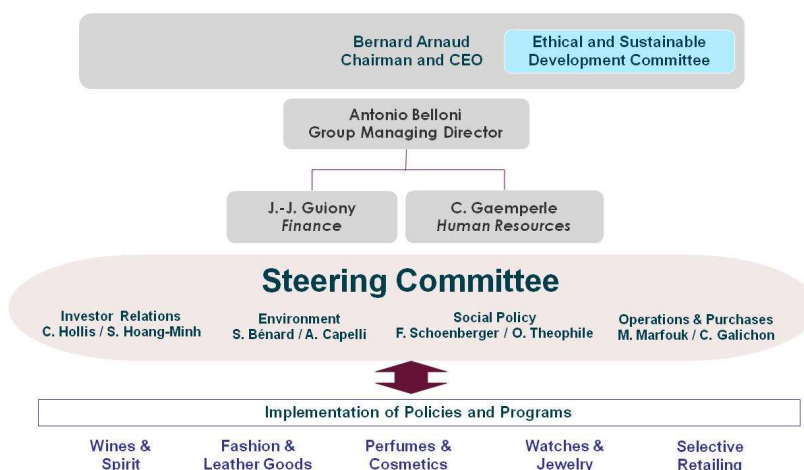 Bernard Arnaud
Chairman and CEO
Ethical and Sustainable
Development Committee
Antonio Belloni
Group Managing Director
J.-J. Guiony
Finance
C. Gaemperle
Human Resources
Steering Committee
Investor Relations
C. Hollis / S. Hoang-Minh
Environment
S. Bénard / A. Capelli
Social Policy
F. Schoenberger / O. Theophile
Operations & Purchases
M. Marfouk / C. Galichon
Implementation of Policies and Programs
Wines &
Spirit
Fashion &
Leather Goods
Perfumes &
Cosmetics
Watches &
Jewelry
Selective
Retailing